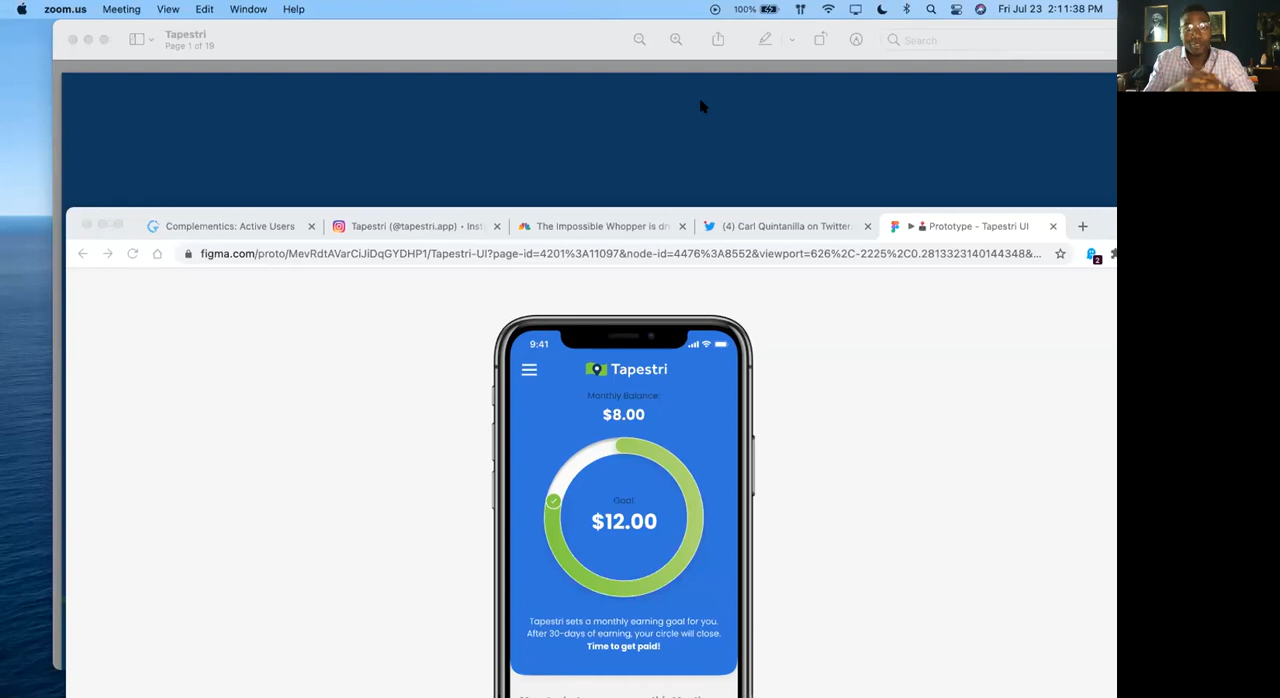 zoom.us Meeting View Edit Window Help 100% Fri Jul 23 2:11:38 PM
Tapestri
Page 1 of 19
Search
Complementics: Active Users
Tapestri (@tapestri.app) • Inst
The Impossible Whopper is dr
(4) Carl Quintanilla on Twitter
Prototype - Tapestri UI
figma.com/proto/MevRdtAVarCiJiDqGYDHP1/Tapestri-UI?page-id=4201%3A11097&node-id=4476%3A8552&viewport=626%2C-2225%2C0.2813323140144348&...
2
9:41
Tapestri
Monthly Balance:
$8.00
Goal:
$12.00
Tapestri sets a monthly earning goal for you.
After 30-days of earning, your circle will close.
Time to get paid!